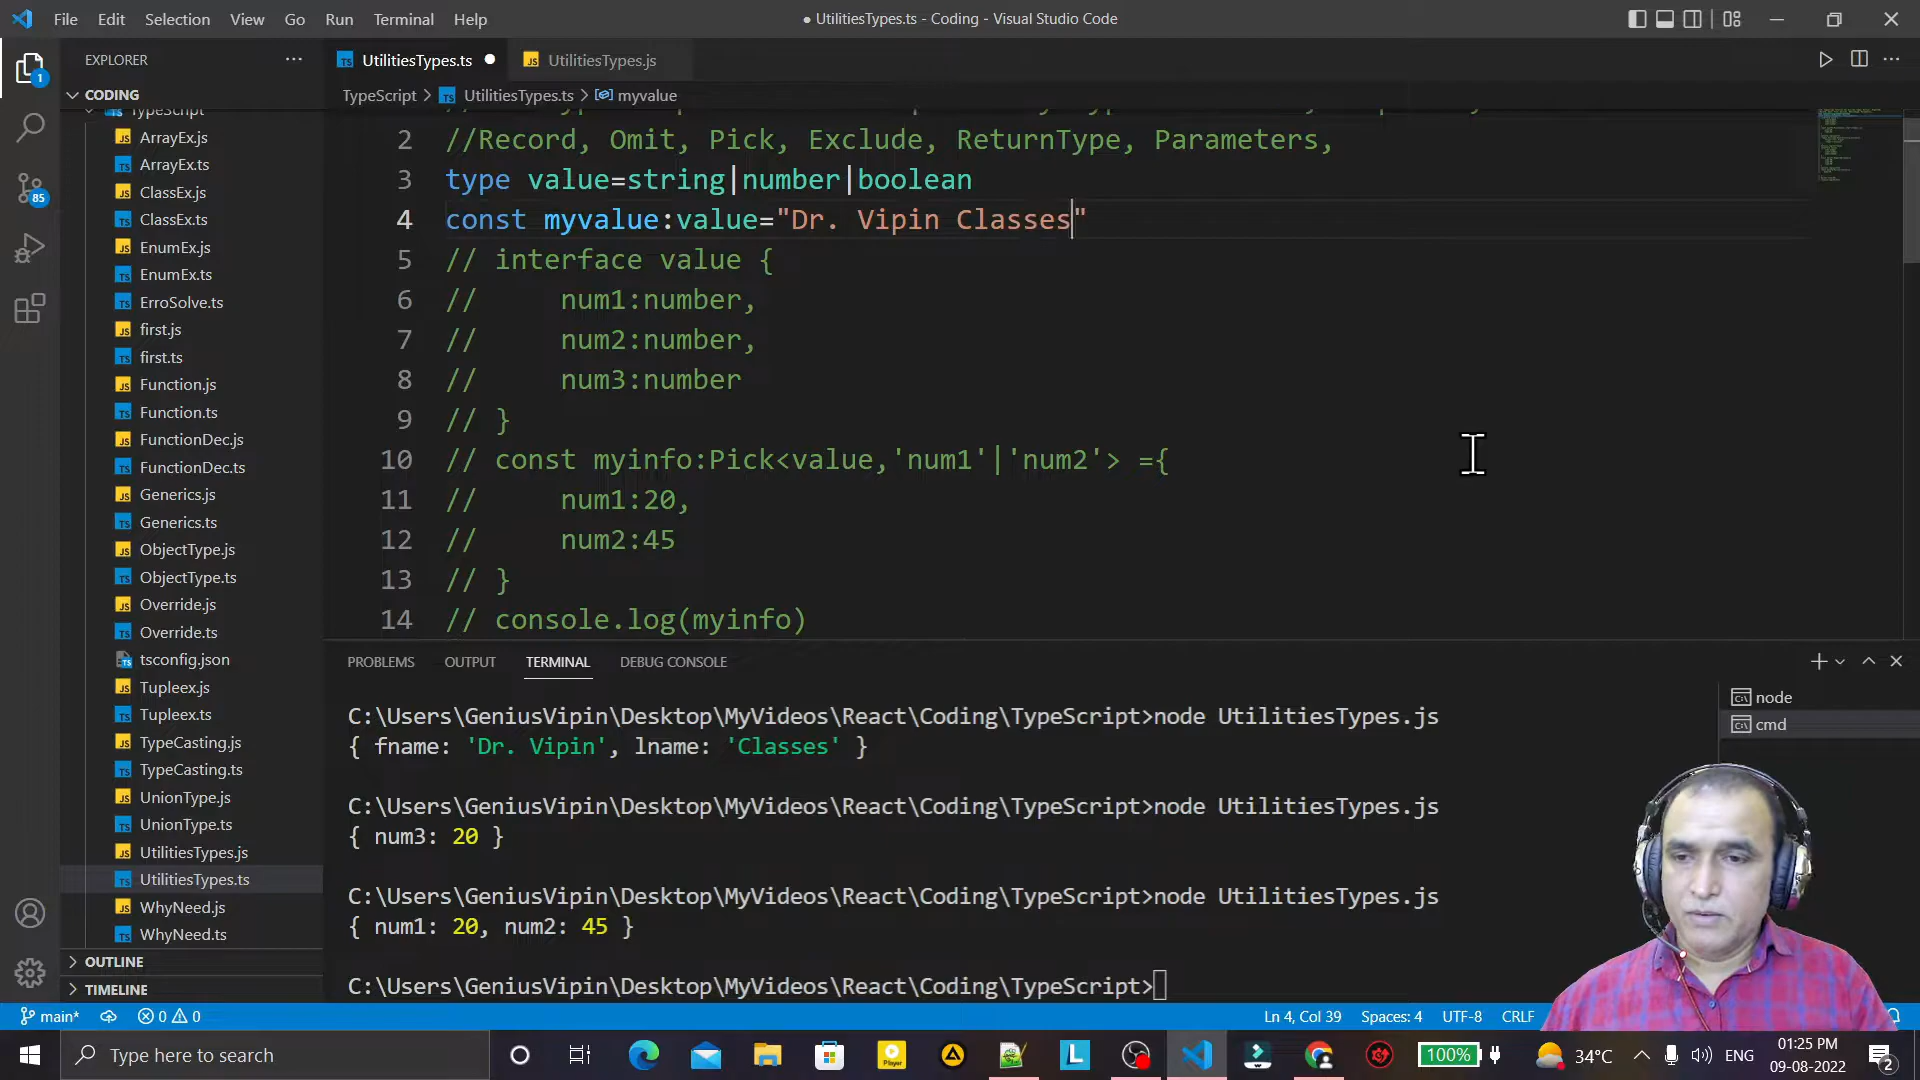 File Edit Selection View Go Run Terminal Help
● UtilitiesTypes.ts - Coding - Visual Studio Code
EXPLORER
UtilitiesTypes.ts ●
UtilitiesTypes.js
CODING
TypeScript > UtilitiesTypes.ts > myvalue
TypeScript
ArrayEx.js
ArrayEx.ts
ClassEx.js
ClassEx.ts
EnumEx.js
EnumEx.ts
ErroSolve.ts
first.js
first.ts
Function.js
Function.ts
FunctionDec.js
FunctionDec.ts
Generics.js
Generics.ts
ObjectType.js
ObjectType.ts
Override.js
Override.ts
tsconfig.json
Tupleex.js
Tupleex.ts
TypeCasting.js
TypeCasting.ts
UnionType.js
UnionType.ts
UtilitiesTypes.js
UtilitiesTypes.ts
WhyNeed.js
WhyNeed.ts
OUTLINE
TIMELINE
1
85
2 //Record, Omit, Pick, Exclude, ReturnType, Parameters,
3 type value=string|number|boolean
4 const myvalue:value="Dr. Vipin Classes"
5 // interface value {
6 //     num1:number,
7 //     num2:number,
8 //     num3:number
9 // }
10 // const myinfo:Pick<value,'num1'|'num2'> ={
11 //     num1:20,
12 //     num2:45
13 // }
14 // console.log(myinfo)
PROBLEMS OUTPUT TERMINAL DEBUG CONSOLE
node
cmd
C:\Users\GeniusVipin\Desktop\MyVideos\React\Coding\TypeScript>node UtilitiesTypes.js
{ fname: 'Dr. Vipin', lname: 'Classes' }
C:\Users\GeniusVipin\Desktop\MyVideos\React\Coding\TypeScript>node UtilitiesTypes.js
{ num3: 20 }
C:\Users\GeniusVipin\Desktop\MyVideos\React\Coding\TypeScript>node UtilitiesTypes.js
{ num1: 20, num2: 45 }
C:\Users\GeniusVipin\Desktop\MyVideos\React\Coding\TypeScript>
main* 0 0
Ln 4, Col 39 Spaces: 4 UTF-8 CRLF
Type here to search
100% 34°C ENG
01:25 PM
09-08-2022
2